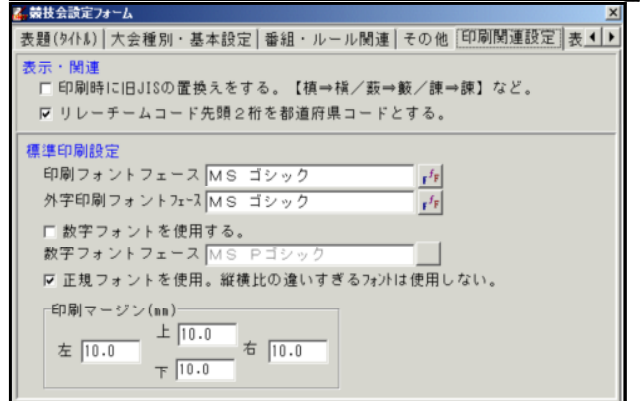 競技会設定フォーム
表題(タイトル) 大会種別・基本設定 番組・ルール関連 その他 印刷関連設定 表
表示・関連
印刷時に旧JISの置換えをする。【槙⇒槇／薮⇒籔／諌⇒諫】など。
リレーチームコード先頭２桁を都道府県コードとする。
標準印刷設定
印刷フォントフェース ＭＳ ゴシック
外字印刷フォントフェース ＭＳ ゴシック
数字フォントを使用する。
数字フォントフェース ＭＳ Ｐゴシック
正規フォントを使用。縦横比の違いすぎるフォントは使用しない。
印刷マージン(mm)
上 10.0
左 10.0 右 10.0
下 10.0